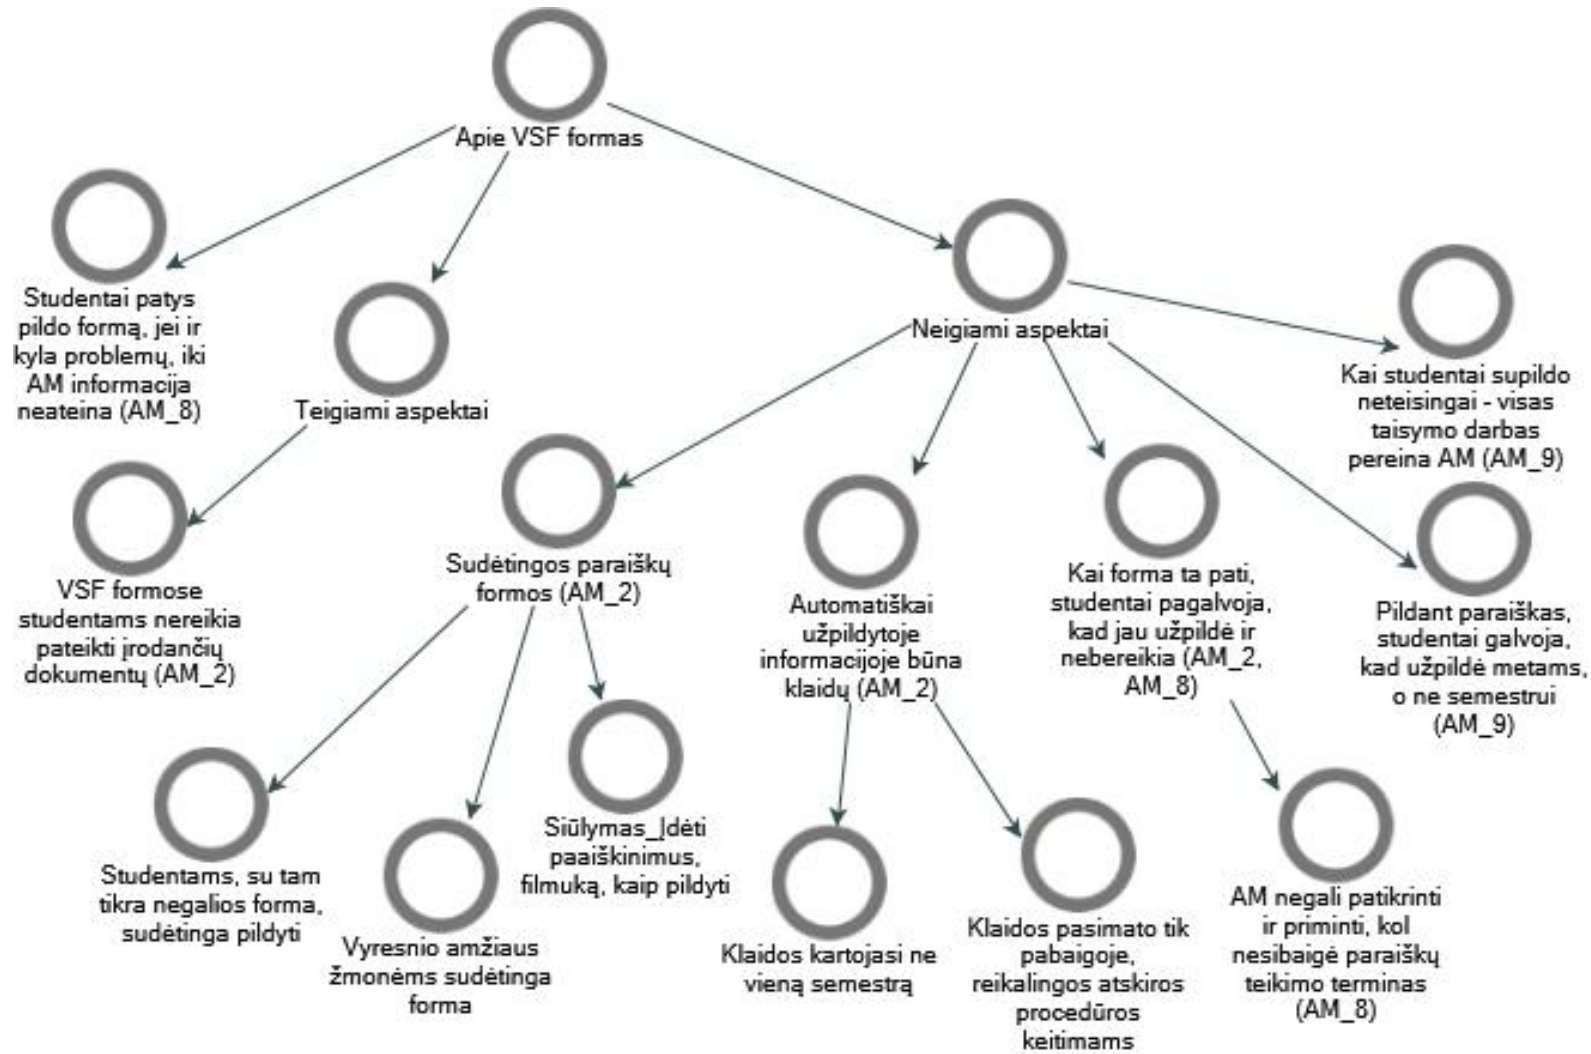 Apie VSF formas
Studentai patys
pildo formą, jei ir
kyla problemų, iki
AM informacija
neateina (AM_8)
Teigiami aspektai
VSF formose
studentams nereikia
pateikti įrodančių
dokumentų (AM_2)
Neigiami aspektai
Kai studentai supildo
neteisingai - visas
taisymo darbas
pereina AM (AM_9)
Sudėtingos paraiškų
formos (AM_2)
Automatiškai
užpildytoje
informacijoje būna
klaidų (AM_2)
Kai forma ta pati,
studentai pagalvoja,
kad jau užpildė ir
nebereikia (AM_2,
AM_8)
Pildant paraiškas,
studentai galvoja,
kad užpildė metams,
o ne semestrui
(AM_9)
Studentams, su tam
tikra negalios forma,
sudėtinga pildyti
Vyresnio amžiaus
žmonėms sudėtinga
forma
Siūlymas_Įdėti
paaiškinimus,
filmuką, kaip pildyti
Klaidos kartojasi ne
vieną semestrą
Klaidos pasimato tik
pabaigoje,
reikalingos atskiros
procedūros
keitimams
AM negali patikrinti
ir priminti, kol
nesibaigė paraiškų
teikimo terminas
(AM_8)